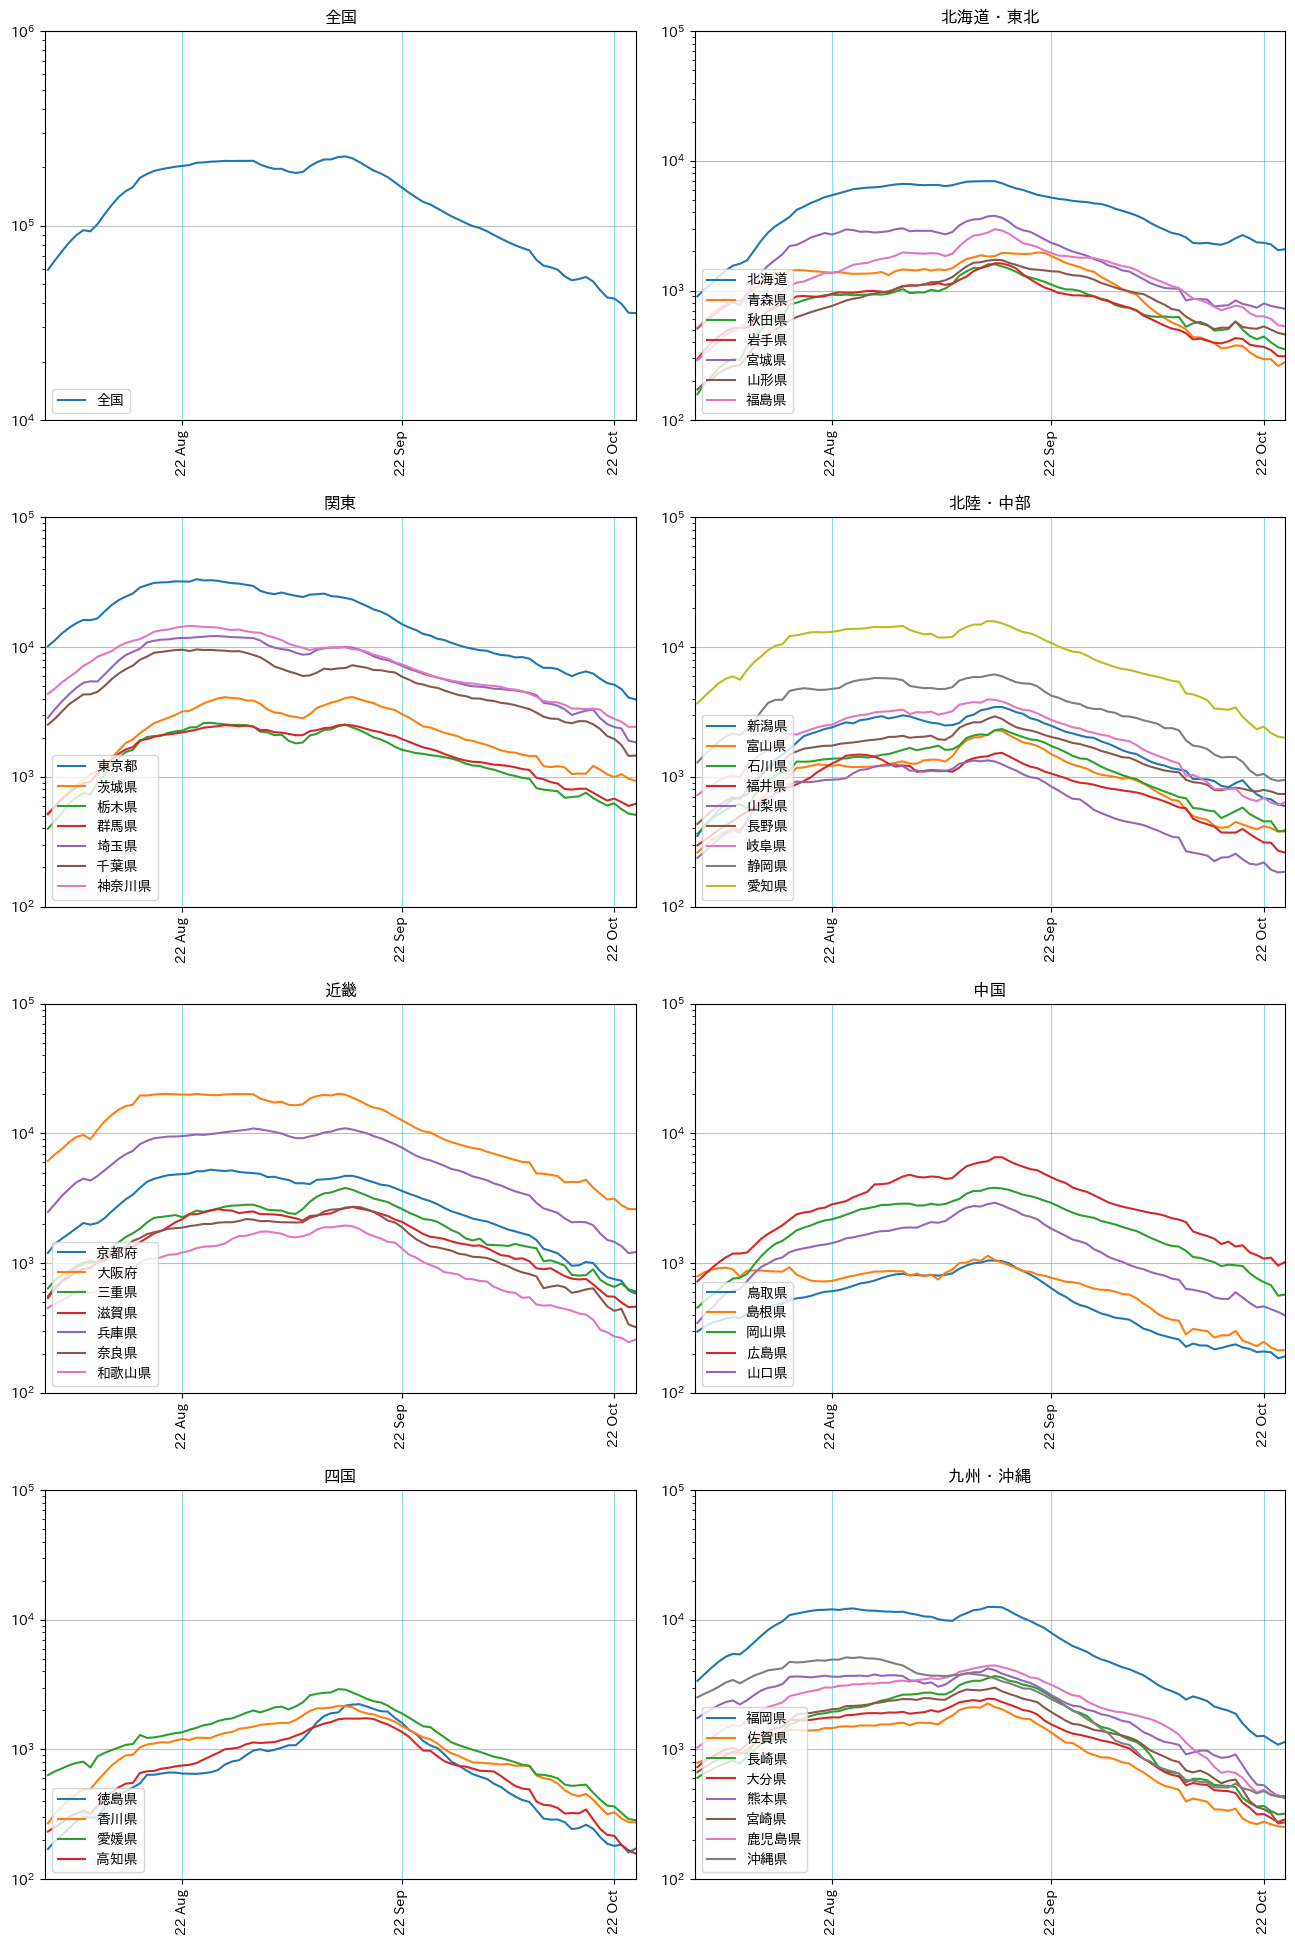 全国
10^6
10^5
10^4
22 Aug
22 Sep
22 Oct
全国
北海道・東北
10^5
10^4
10^3
10^2
22 Aug
22 Sep
22 Oct
北海道
青森県
秋田県
岩手県
宮城県
山形県
福島県
関東
10^5
10^4
10^3
10^2
22 Aug
22 Sep
22 Oct
東京都
茨城県
栃木県
群馬県
埼玉県
千葉県
神奈川県
北陸・中部
10^5
10^4
10^3
10^2
22 Aug
22 Sep
22 Oct
新潟県
富山県
石川県
福井県
山梨県
長野県
岐阜県
静岡県
愛知県
近畿
10^5
10^4
10^3
10^2
22 Aug
22 Sep
22 Oct
京都府
大阪府
三重県
滋賀県
兵庫県
奈良県
和歌山県
中国
10^5
10^4
10^3
10^2
22 Aug
22 Sep
22 Oct
鳥取県
島根県
岡山県
広島県
山口県
四国
10^5
10^4
10^3
10^2
22 Aug
22 Sep
22 Oct
徳島県
香川県
愛媛県
高知県
九州・沖縄
10^5
10^4
10^3
10^2
22 Aug
22 Sep
22 Oct
福岡県
佐賀県
長崎県
大分県
熊本県
宮崎県
鹿児島県
沖縄県